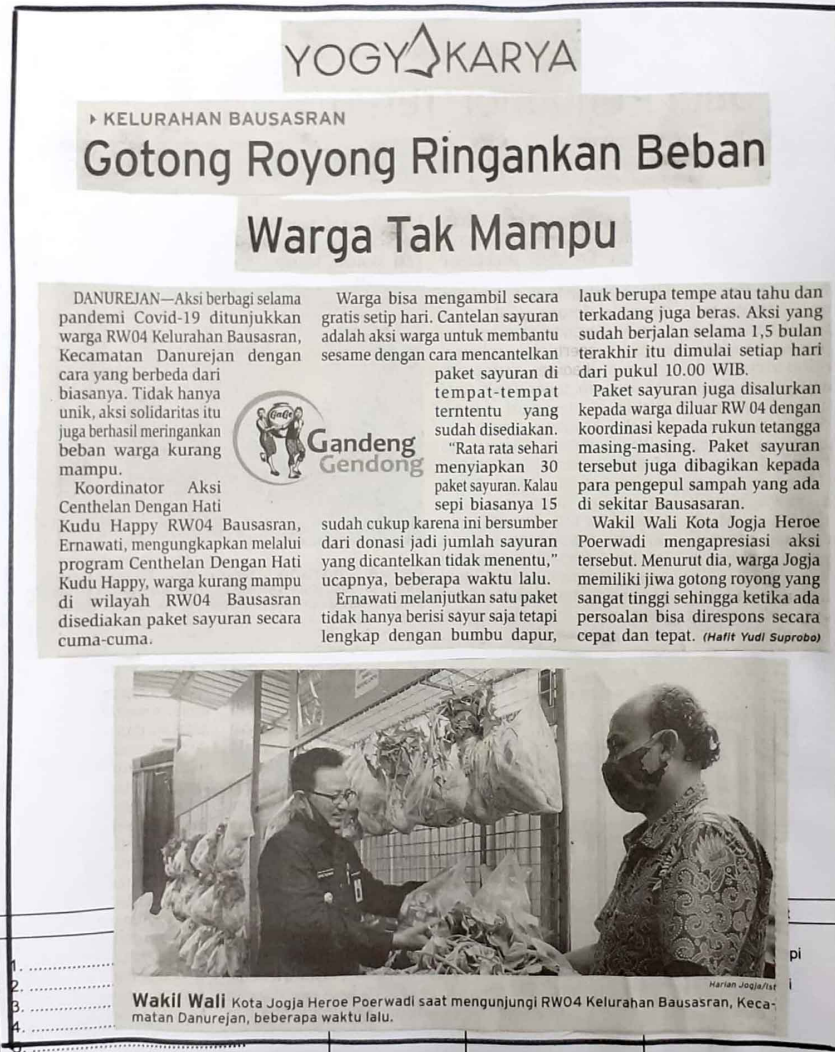 YOGYAKARYA
KELURAHAN BAUSASRAN
Gotong Royong Ringankan Beban
Warga Tak Mampu
DANUREJAN—Aksi berbagi selama
pandemi Covid-19 ditunjukkan
warga RW04 Kelurahan Bausasran,
Kecamatan Danurejan dengan
cara yang berbeda dari
biasanya. Tidak hanya
unik, aksi solidaritas itu
juga berhasil meringankan
beban warga kurang
mampu.
Koordinator Aksi
Centhelan Dengan Hati
Kudu Happy RW04 Bausasran,
Ernawati, mengungkapkan melalui
program Centhelan Dengan Hati
Kudu Happy, warga kurang mampu
di wilayah RW04 Bausasran
disediakan paket sayuran secara
cuma-cuma.
GaGe
Gandeng
Gendong
Warga bisa mengambil secara
gratis setip hari. Cantelan sayuran
adalah aksi warga untuk membantu
sesame dengan cara mencantelkan
paket sayuran di
tempat-tempat
terntentu yang
sudah disediakan.
"Rata rata sehari
menyiapkan 30
paket sayuran. Kalau
sepi biasanya 15
sudah cukup karena ini bersumber
dari donasi jadi jumlah sayuran
yang dicantelkan tidak menentu,"
ucapnya, beberapa waktu lalu.
Ernawati melanjutkan satu paket
tidak hanya berisi sayur saja tetapi
lengkap dengan bumbu dapur,
lauk berupa tempe atau tahu dan
terkadang juga beras. Aksi yang
sudah berjalan selama 1,5 bulan
terakhir itu dimulai setiap hari
dari pukul 10.00 WIB.
Paket sayuran juga disalurkan
kepada warga diluar RW 04 dengan
koordinasi kepada rukun tetangga
masing-masing. Paket sayuran
tersebut juga dibagikan kepada
para pengepul sampah yang ada
di sekitar Bausasaran.
Wakil Wali Kota Jogja Heroe
Poerwadi mengapresiasi aksi
tersebut. Menurut dia, warga Jogja
memiliki jiwa gotong royong yang
sangat tinggi sehingga ketika ada
persoalan bisa direspons secara
cepat dan tepat. (Hafit Yudi Suprobo)
Harian Jogja/Ist
Wakil Wali Kota Jogja Heroe Poerwadi saat mengunjungi RW04 Kelurahan Bausasran, Keca-
matan Danurejan, beberapa waktu lalu.
1.
2.
3.
4.
pi
i